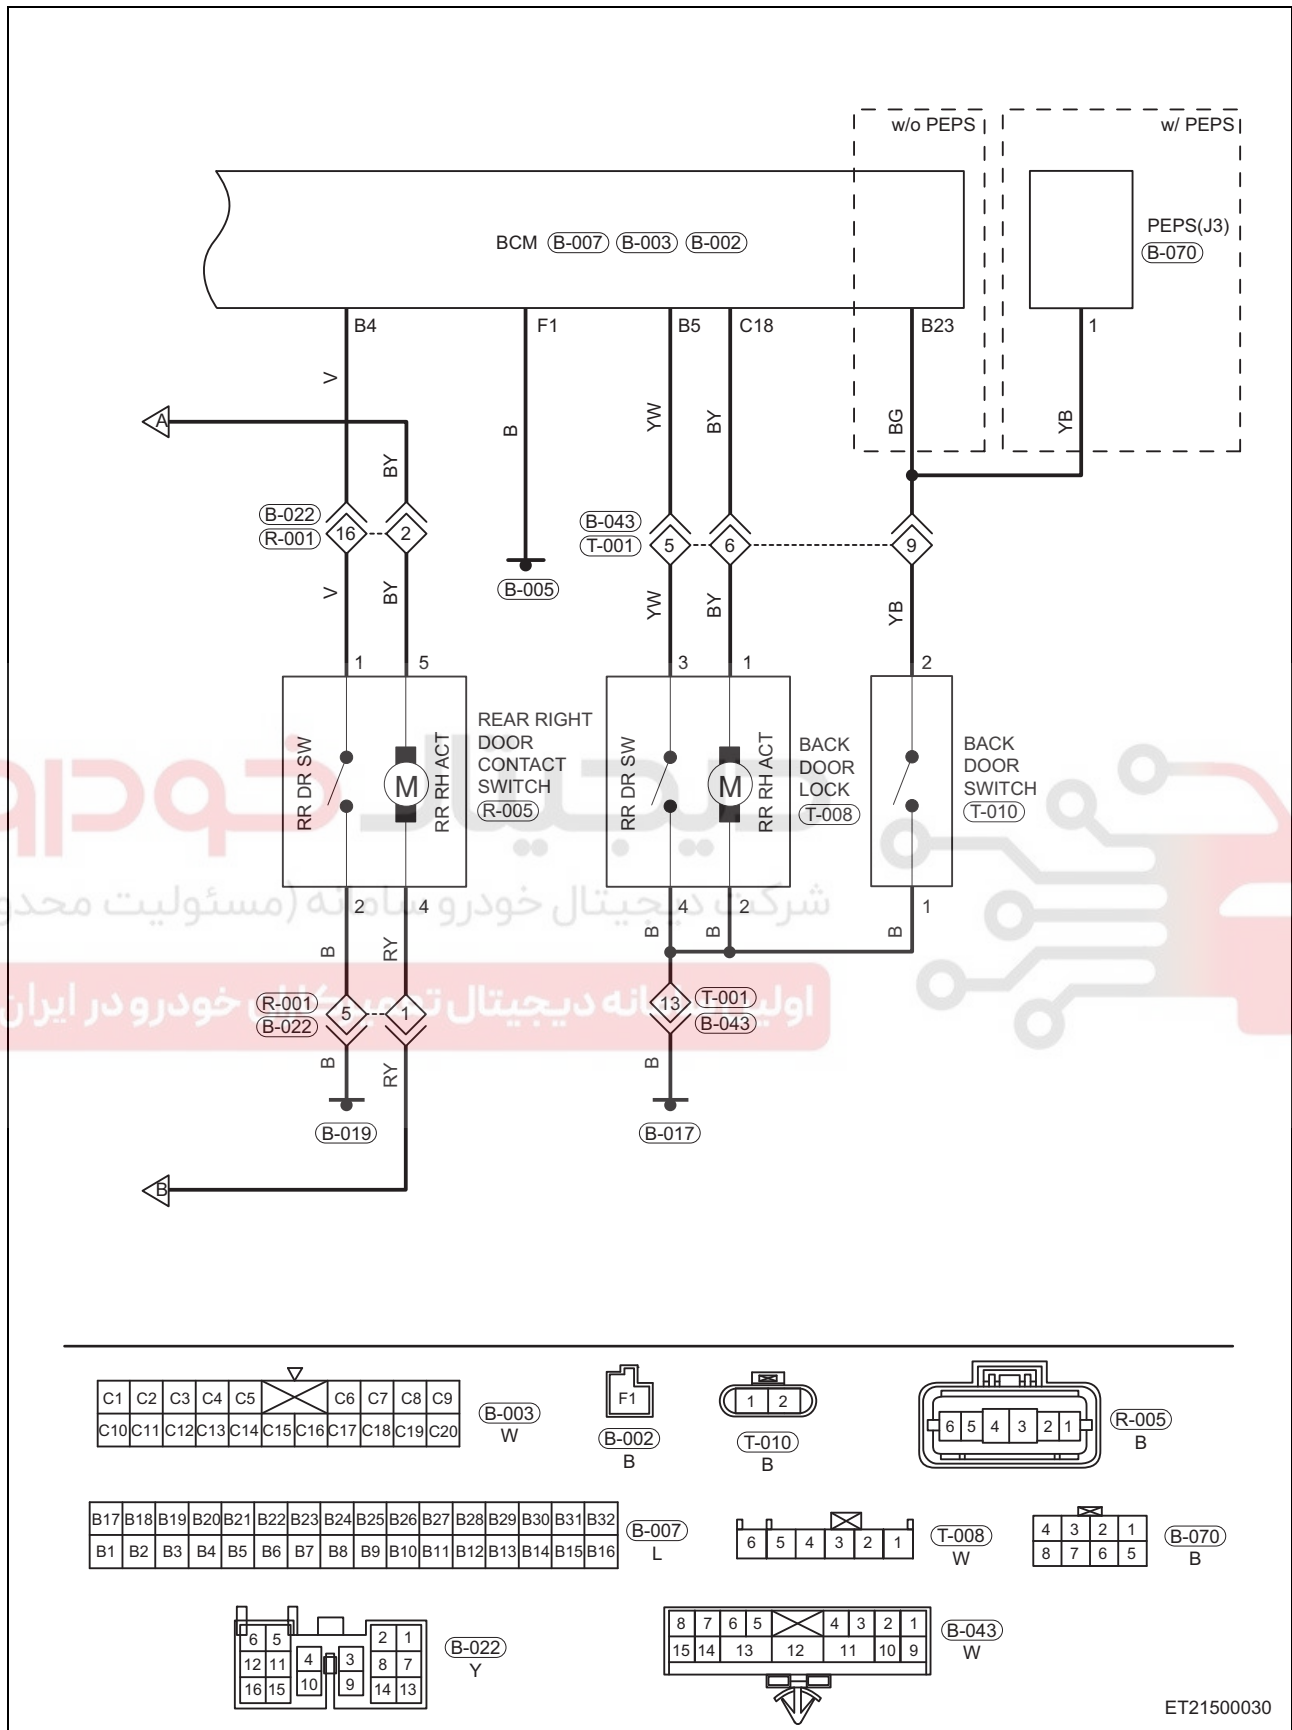 w/o PEPS
w/ PEPS
BCM B-007 B-003 B-002
PEPS(J3)
B-070
B4
F1
B5
C18
B23
1
V
B
YW
BY
BG
YB
A
BY
B-022
R-001
16
2
B-043
T-001
5
6
9
B-005
V
BY
YW
BY
YB
1
5
3
1
2
RR DR SW
M
RR RH ACT
REAR RIGHT
DOOR
CONTACT
SWITCH
R-005
RR DR SW
M
RR RH ACT
BACK
DOOR
LOCK
T-008
BACK
DOOR
SWITCH
T-010
دیجیتال خودرو
شرکت دیجیتال خودرو سامانه (مسئولیت محدو
2
4
4
2
1
B
RY
B
B
B
در ایران
R-001
B-022
5
1
13
T-001
B-043
B
RY
B
B-019
B-017
B
C1 C2 C3 C4 C5 C6 C7 C8 C9
C10 C11 C12 C13 C14 C15 C16 C17 C18 C19 C20
B-003
W
F1
B-002
B
1 2
T-010
B
6 5 4 3 2 1
R-005
B
B17 B18 B19 B20 B21 B22 B23 B24 B25 B26 B27 B28 B29 B30 B31 B32
B1 B2 B3 B4 B5 B6 B7 B8 B9 B10 B11 B12 B13 B14 B15 B16
B-007
L
6 5 4 3 2 1
T-008
W
4 3 2 1
8 7 6 5
B-070
B
6 5 2 1
12 11 4 3 8 7
16 15 10 9 14 13
B-022
Y
8 7 6 5 4 3 2 1
15 14 13 12 11 10 9
B-043
W
ET21500030